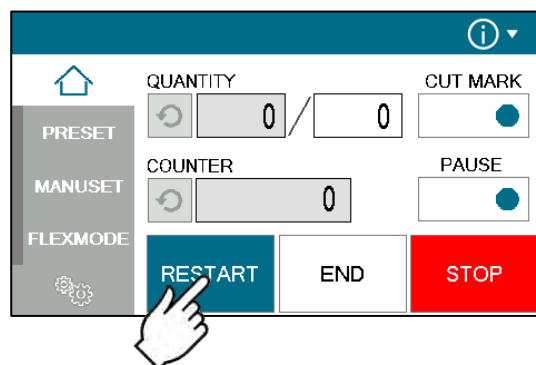 QUANTITY
CUT MARK
0 / 0
PRESET
COUNTER
PAUSE
MANUSET
0
FLEXMODE
RESTART
END
STOP